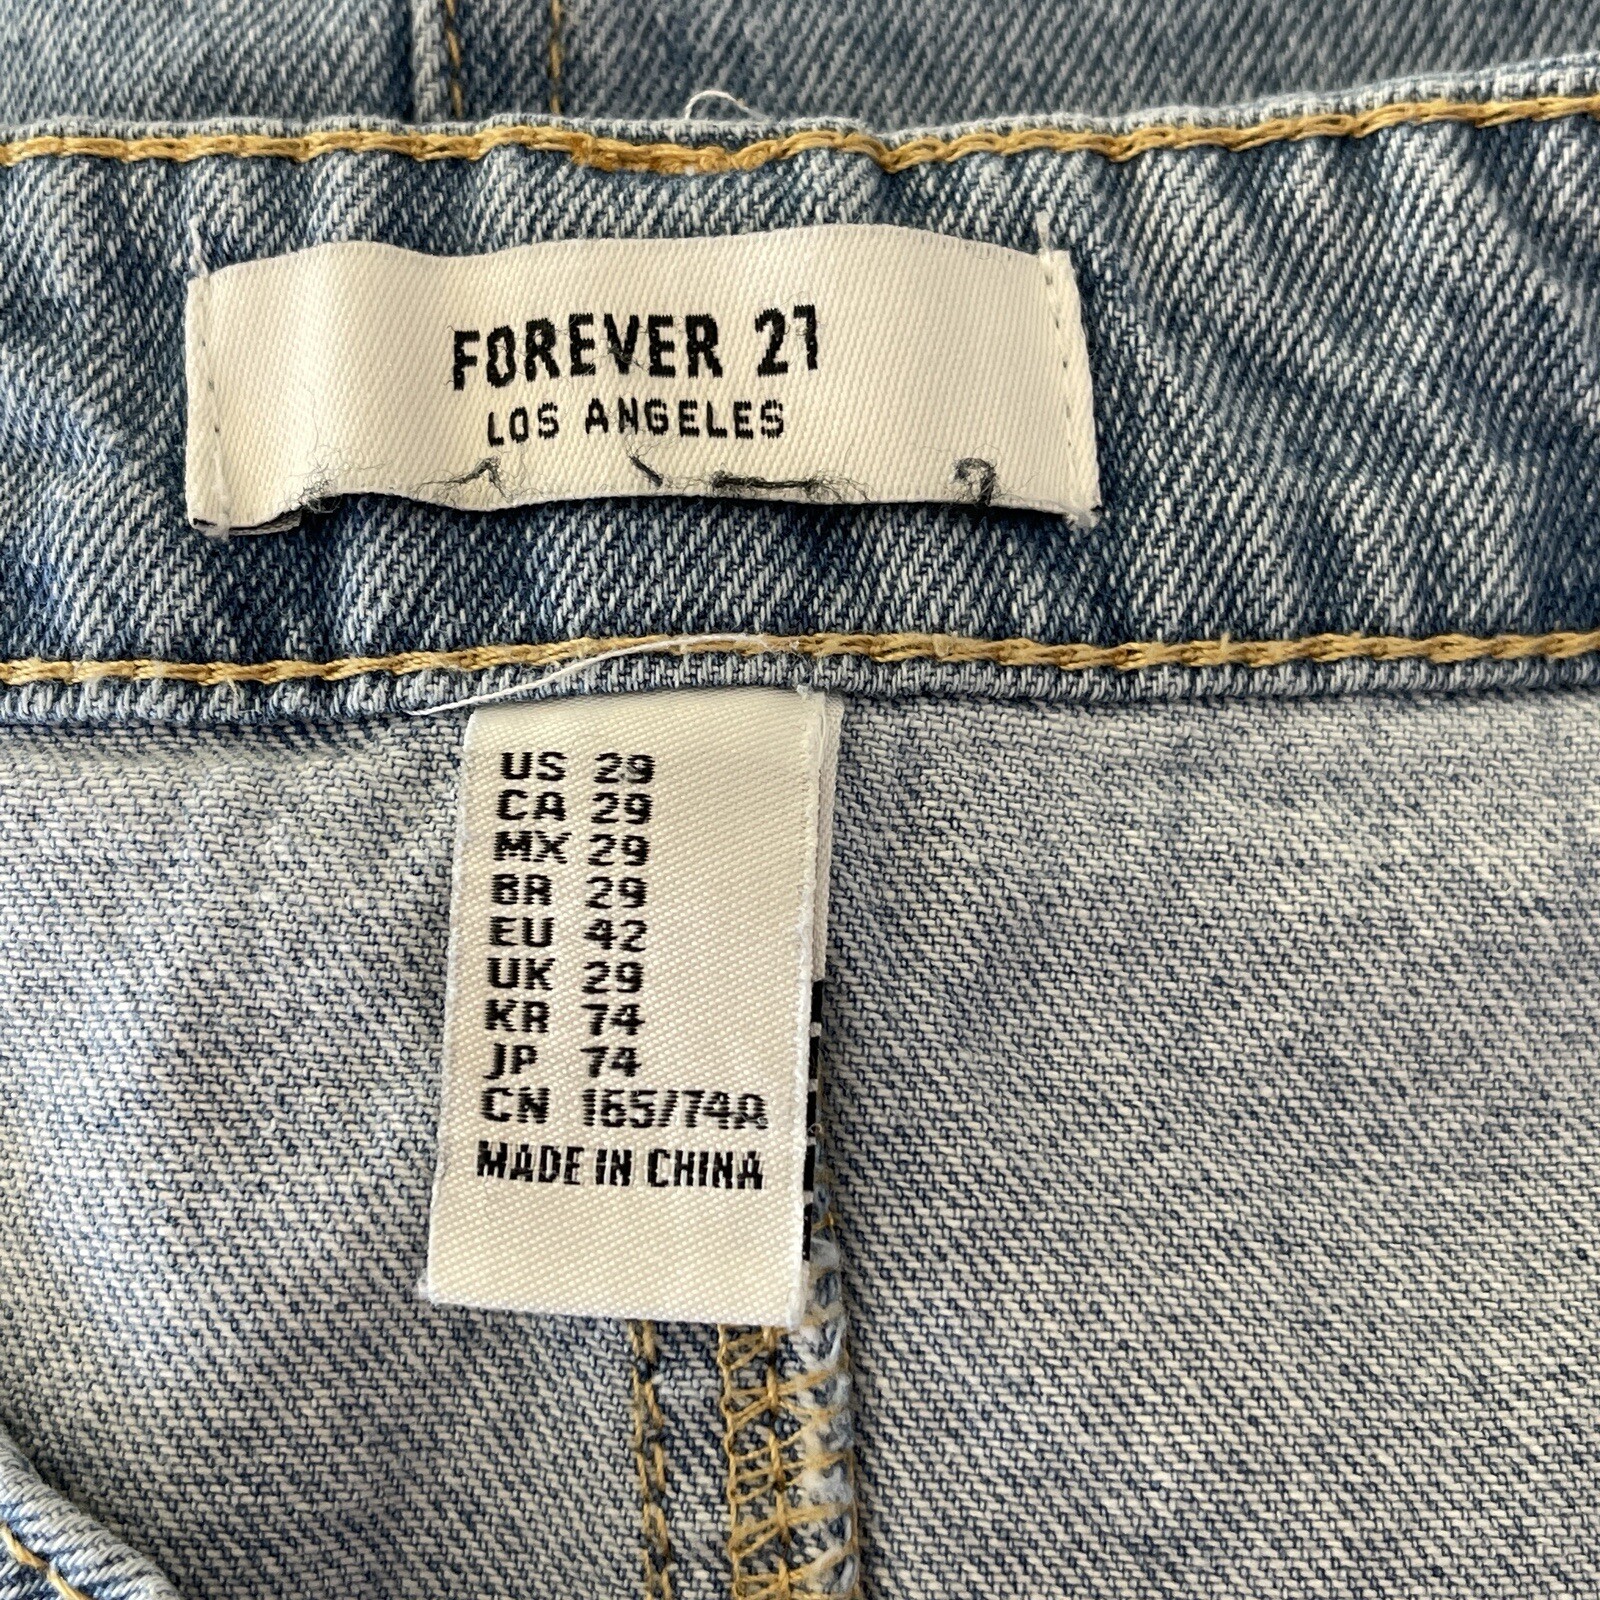 FOREVER 21
LOS ANGELES
US 29
CA 29
MX 29
BR 29
EU 42
UK 29
KR 74
JP 74
CN 165/74A
MADE IN CHINA